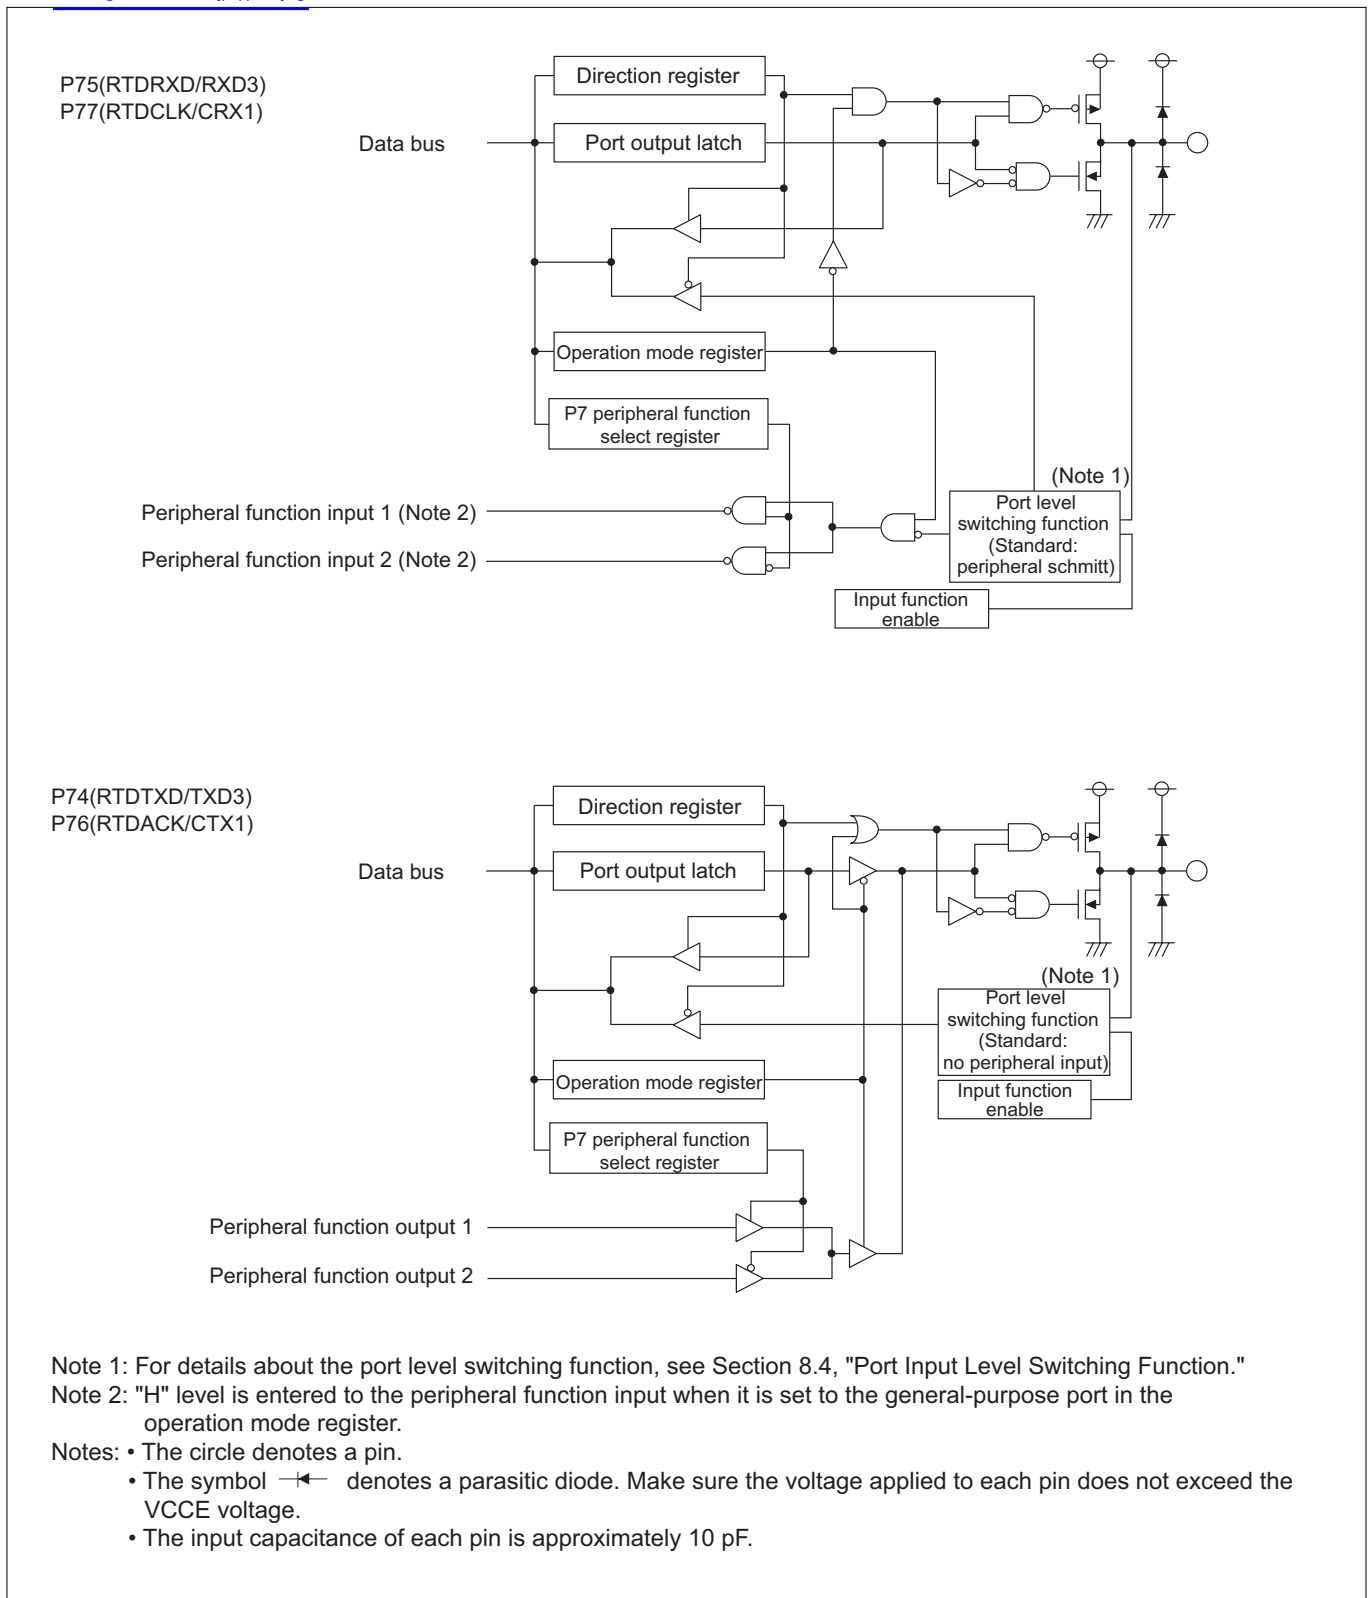 P75(RTDRXD/RXD3)
P77(RTDCLK/CRX1)
Direction register
Data bus
Port output latch
Operation mode register
P7 peripheral function
select register
(Note 1)
Port level
switching function
(Standard:
peripheral schmitt)
Peripheral function input 1 (Note 2)
Peripheral function input 2 (Note 2)
Input function
enable
P74(RTDTXD/TXD3)
P76(RTDACK/CTX1)
Direction register
Data bus
Port output latch
(Note 1)
Port level
switching function
(Standard:
no peripheral input)
Operation mode register
Input function
enable
P7 peripheral function
select register
Peripheral function output 1
Peripheral function output 2
Note 1: For details about the port level switching function, see Section 8.4, "Port Input Level Switching Function."
Note 2: "H" level is entered to the peripheral function input when it is set to the general-purpose port in the
operation mode register.
Notes: • The circle denotes a pin.
• The symbol denotes a parasitic diode. Make sure the voltage applied to each pin does not exceed the
VCCE voltage.
• The input capacitance of each pin is approximately 10 pF.